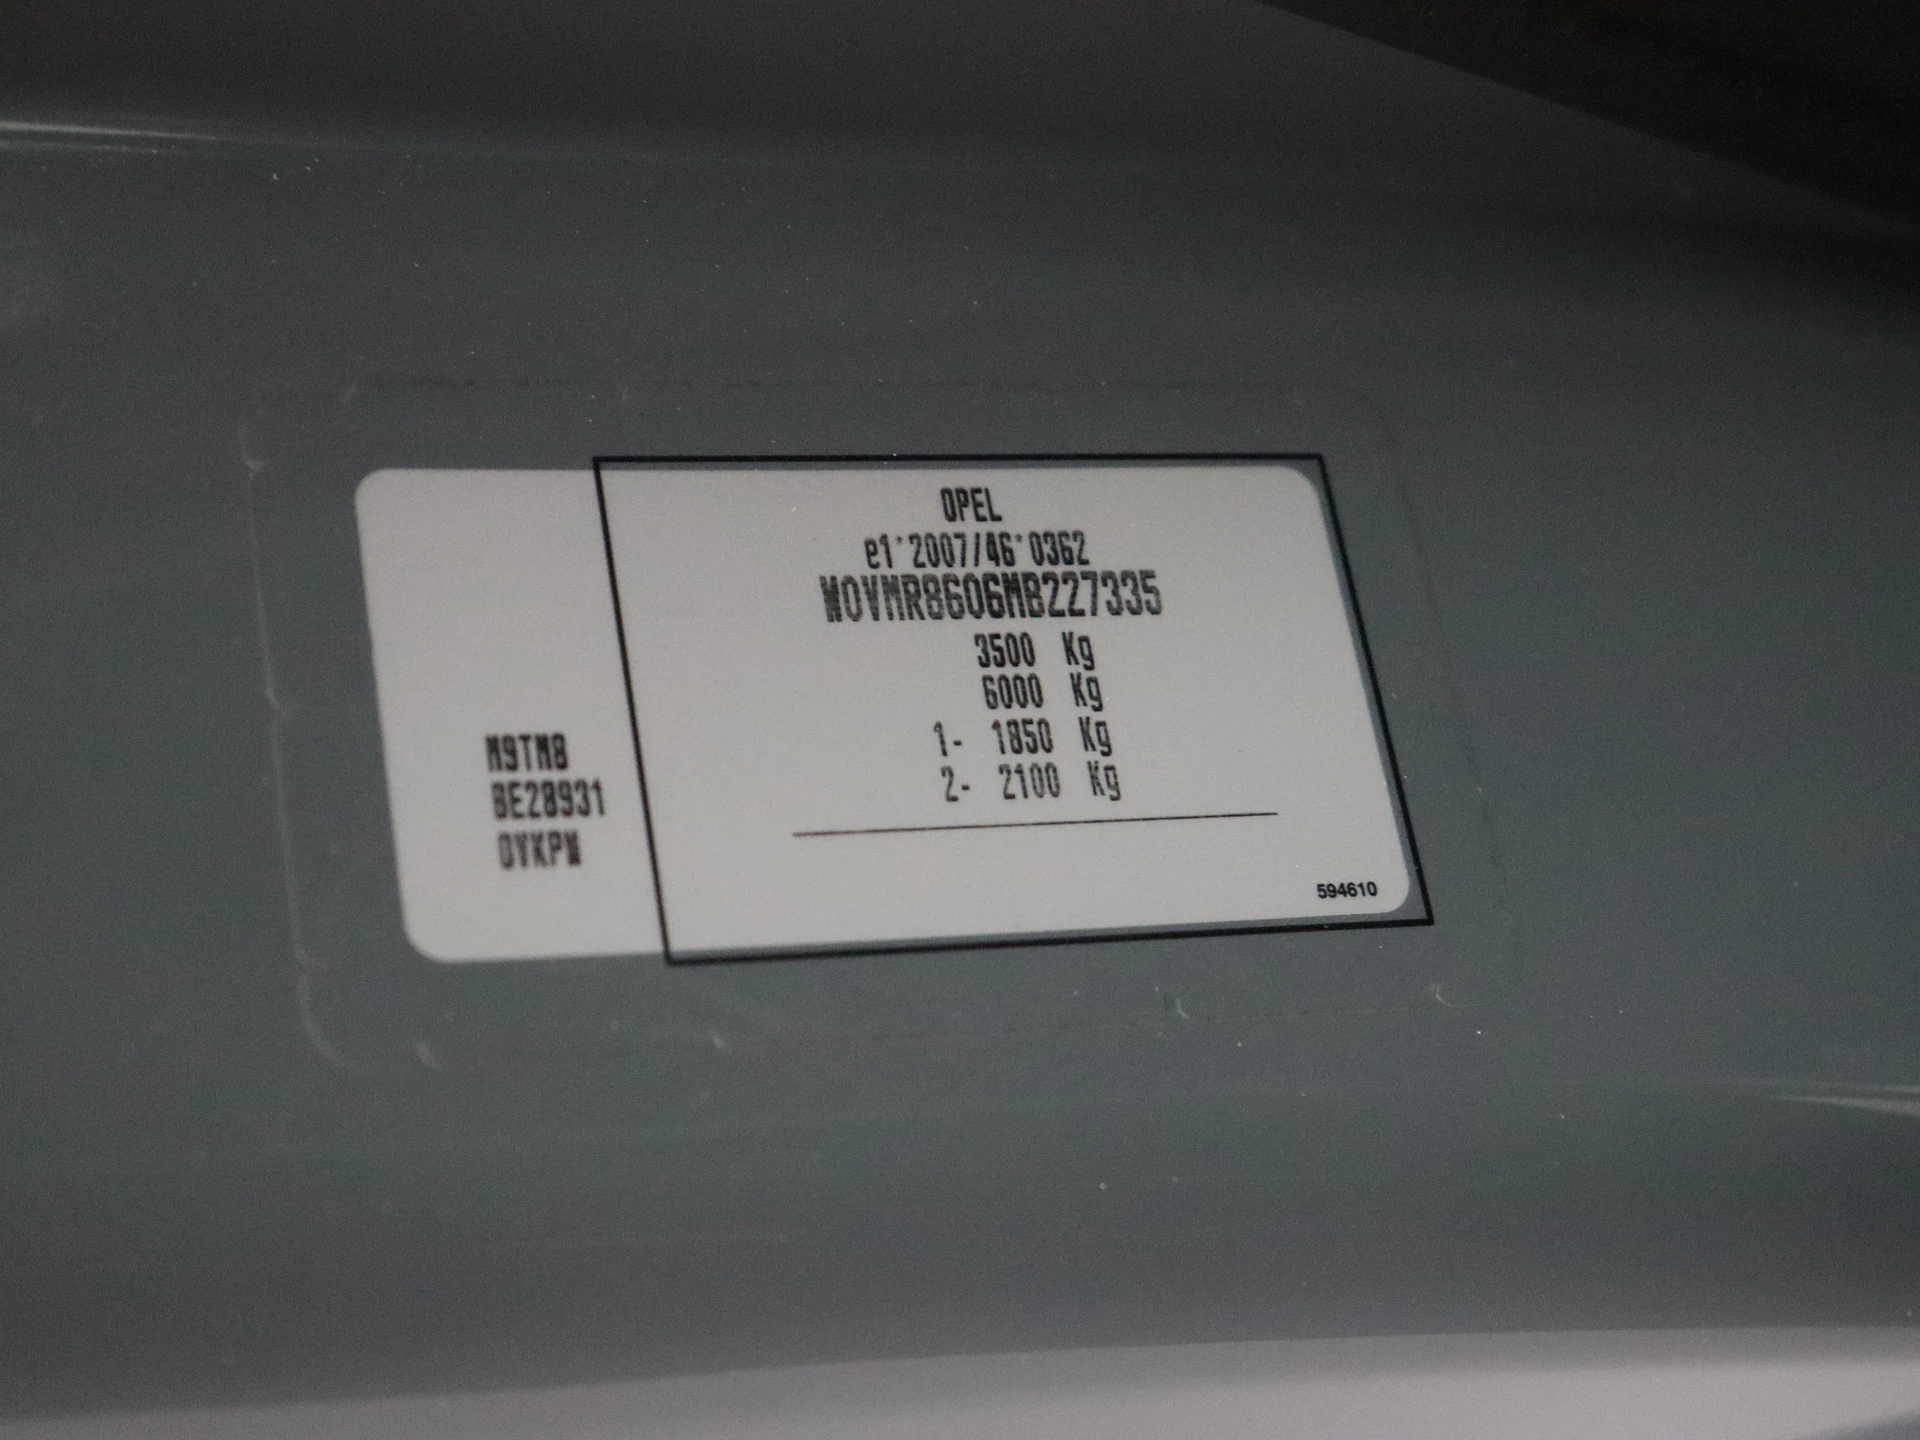 OPEL
e1*2007/46*0362
W0VMR8606MB227335
3500 Kg
6000 Kg
1- 1850 Kg
2- 2100 Kg
M9TM8
BE28931
0VKPW
594610